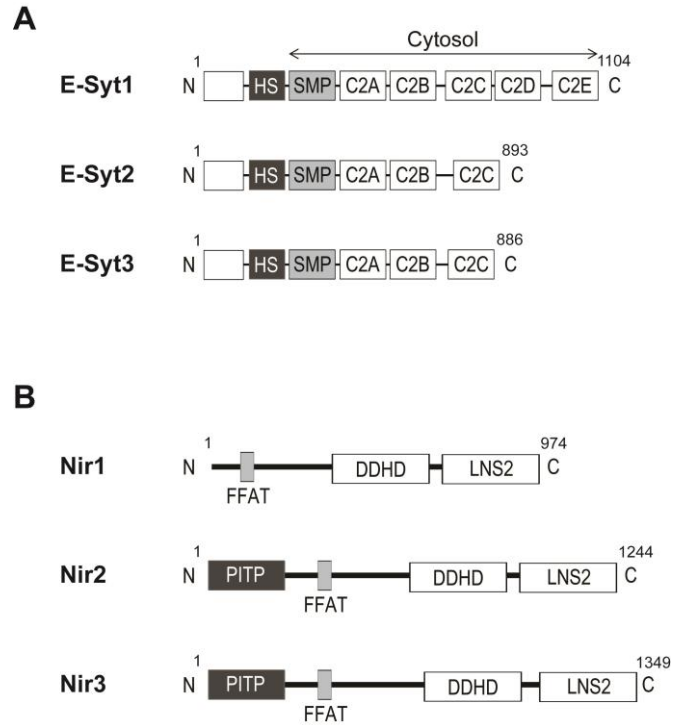 A
Cytosol
1 1104
E-Syt1 N HS SMP C2A C2B C2C C2D C2E C
1 893
E-Syt2 N HS SMP C2A C2B C2C C
1 886
E-Syt3 N HS SMP C2A C2B C2C C
B
1 974
Nir1 N DDHD LNS2 C
FFAT
1 1244
Nir2 N PITP DDHD LNS2 C
FFAT
1 1349
Nir3 N PITP DDHD LNS2 C
FFAT